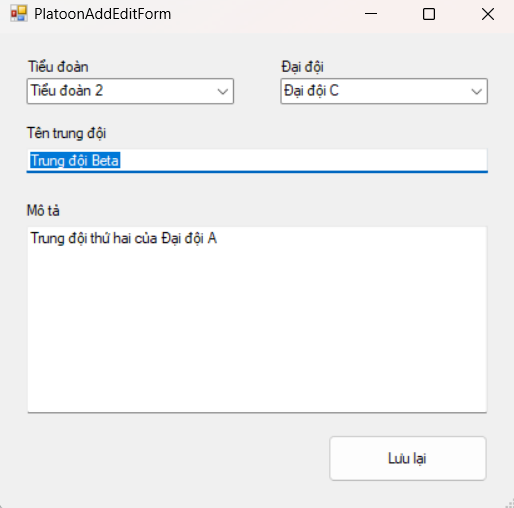 PlatoonAddEditForm
Tiểu đoàn
Đại đội
Tiểu đoàn 2
Đại đội C
Tên trung đội
Trung đội Beta
Mô tả
Trung đội thứ hai của Đại đội A
Lưu lại